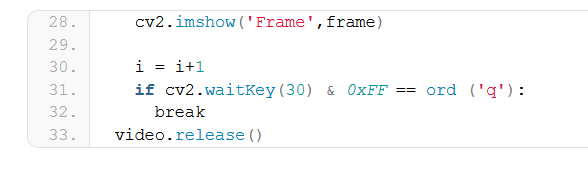 28.      cv2.imshow('Frame',frame)
29.
30.      i = i+1
31.      if cv2.waitKey(30) & 0xFF == ord ('q'):
32.        break
33.    video.release()